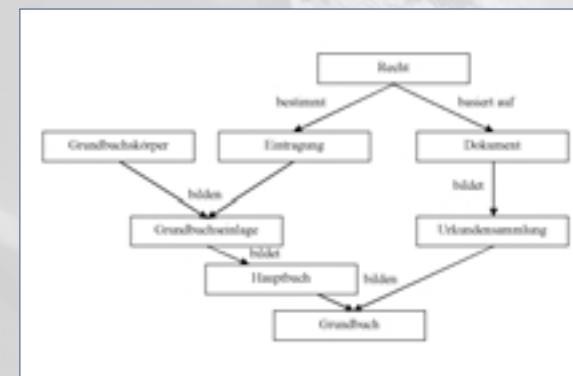 Recht
bestimmt
basiert auf
Grundbuchskörper
Eintragung
Dokument
bilden
bildet
Grundbuchseinlage
Urkundensammlung
bildet
Hauptbuch
bilden
Grundbuch